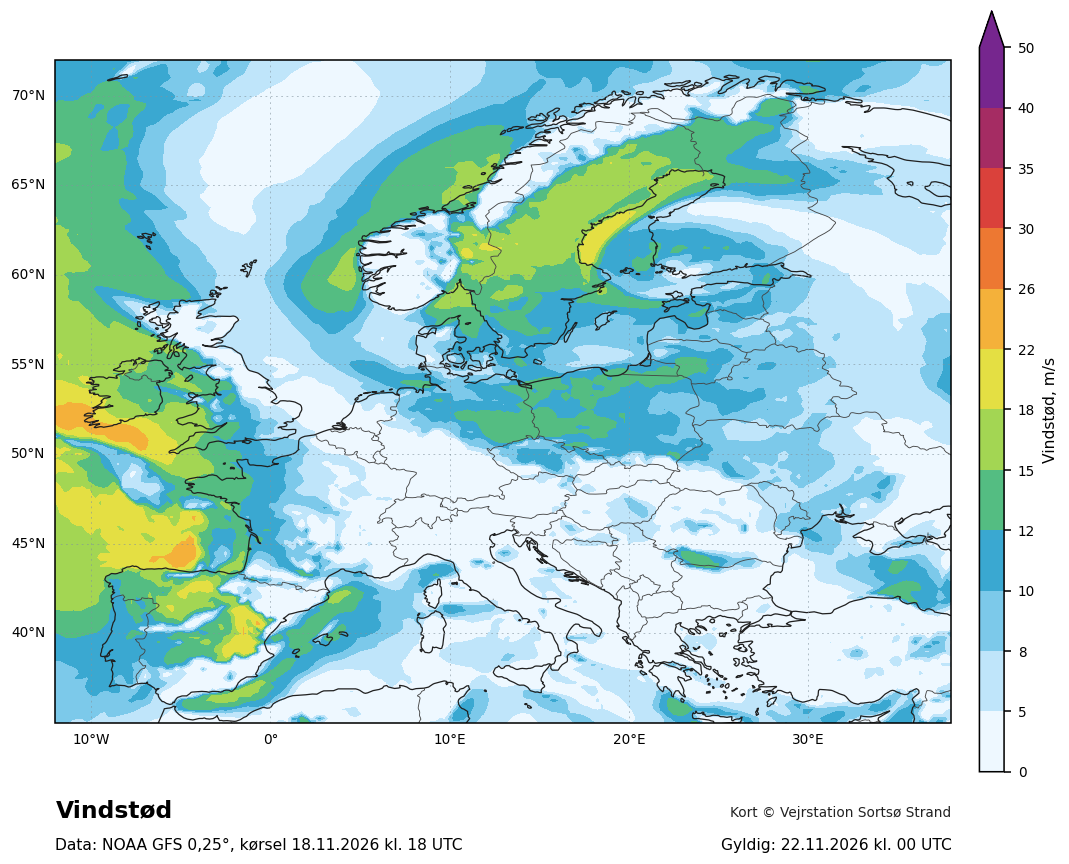 50
40
35
30
26
22
18
15
12
10
8
5
0
Vindstød, m/s
70°N
65°N
60°N
55°N
50°N
45°N
40°N
10°W
0°
10°E
20°E
30°E
Vindstød
Kort © Vejrstation Sortsø Strand
Data: NOAA GFS 0,25°, kørsel 18.11.2026 kl. 18 UTC
Gyldig: 22.11.2026 kl. 00 UTC